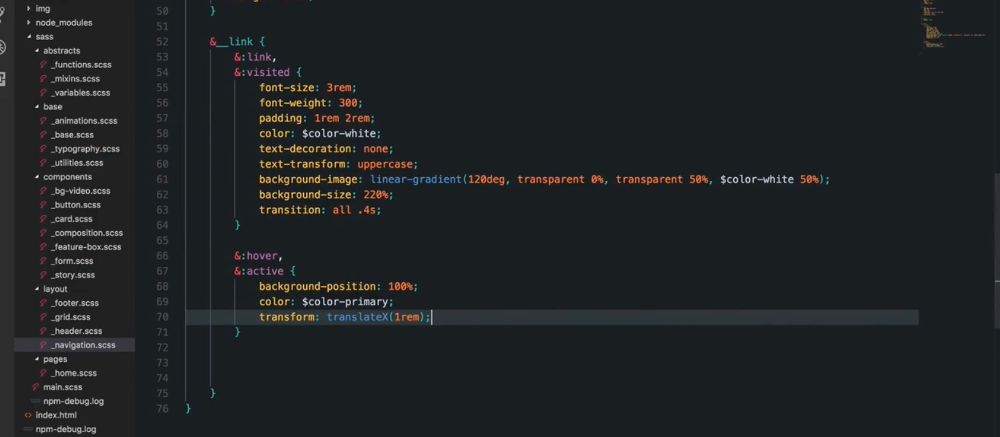 img
node_modules
sass
abstracts
_functions.scss
_mixins.scss
_variables.scss
base
_animations.scss
_base.scss
_typography.scss
_utilities.scss
components
_bg-video.scss
_button.scss
_card.scss
_composition.scss
_feature-box.scss
_form.scss
_story.scss
layout
_footer.scss
_grid.scss
_header.scss
_navigation.scss
pages
_home.scss
main.scss
npm-debug.log
index.html
npm-debug.log
50 }
51
52 &__link {
53 &:link,
54 &:visited {
55 font-size: 3rem;
56 font-weight: 300;
57 padding: 1rem 2rem;
58 color: $color-white;
59 text-decoration: none;
60 text-transform: uppercase;
61 background-image: linear-gradient(120deg, transparent 0%, transparent 50%, $color-white 50%);
62 background-size: 220%;
63 transition: all .4s;
64 }
65
66 &:hover,
67 &:active {
68 background-position: 100%;
69 color: $color-primary;
70 transform: translateX(1rem);
71 }
72
73
74
75 }
76 }